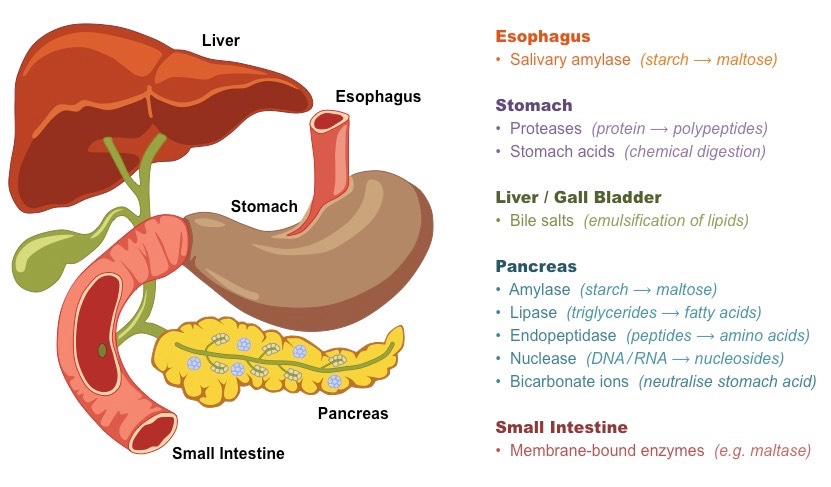 Liver
Esophagus
Stomach
Pancreas
Small Intestine
Esophagus
• Salivary amylase (starch → maltose)
Stomach
• Proteases (protein → polypeptides)
• Stomach acids (chemical digestion)
Liver / Gall Bladder
• Bile salts (emulsification of lipids)
Pancreas
• Amylase (starch → maltose)
• Lipase (triglycerides → fatty acids)
• Endopeptidase (peptides → amino acids)
• Nuclease (DNA / RNA → nucleosides)
• Bicarbonate ions (neutralise stomach acid)
Small Intestine
• Membrane-bound enzymes (e.g. maltase)